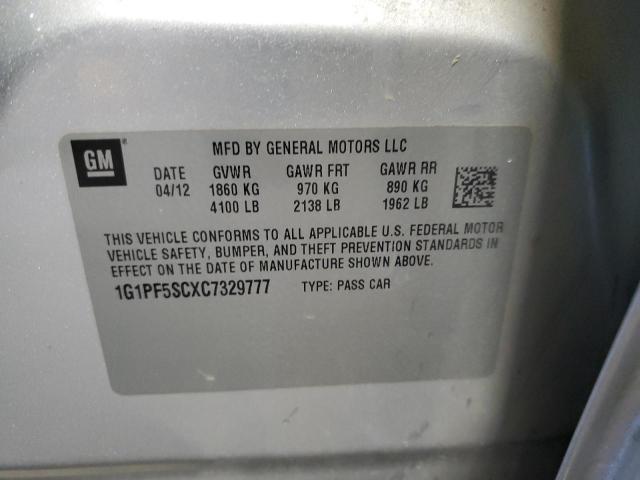 GM
MFD BY GENERAL MOTORS LLC
DATE GVWR GAWR FRT GAWR RR
04/12 1860 KG 970 KG 890 KG
4100 LB 2138 LB 1962 LB
THIS VEHICLE CONFORMS TO ALL APPLICABLE U.S. FEDERAL MOTOR
VEHICLE SAFETY, BUMPER, AND THEFT PREVENTION STANDARDS IN
EFFECT ON THE DATE OF MANUFACTURE SHOWN ABOVE.
1G1PF5SCXC7329777 TYPE: PASS CAR